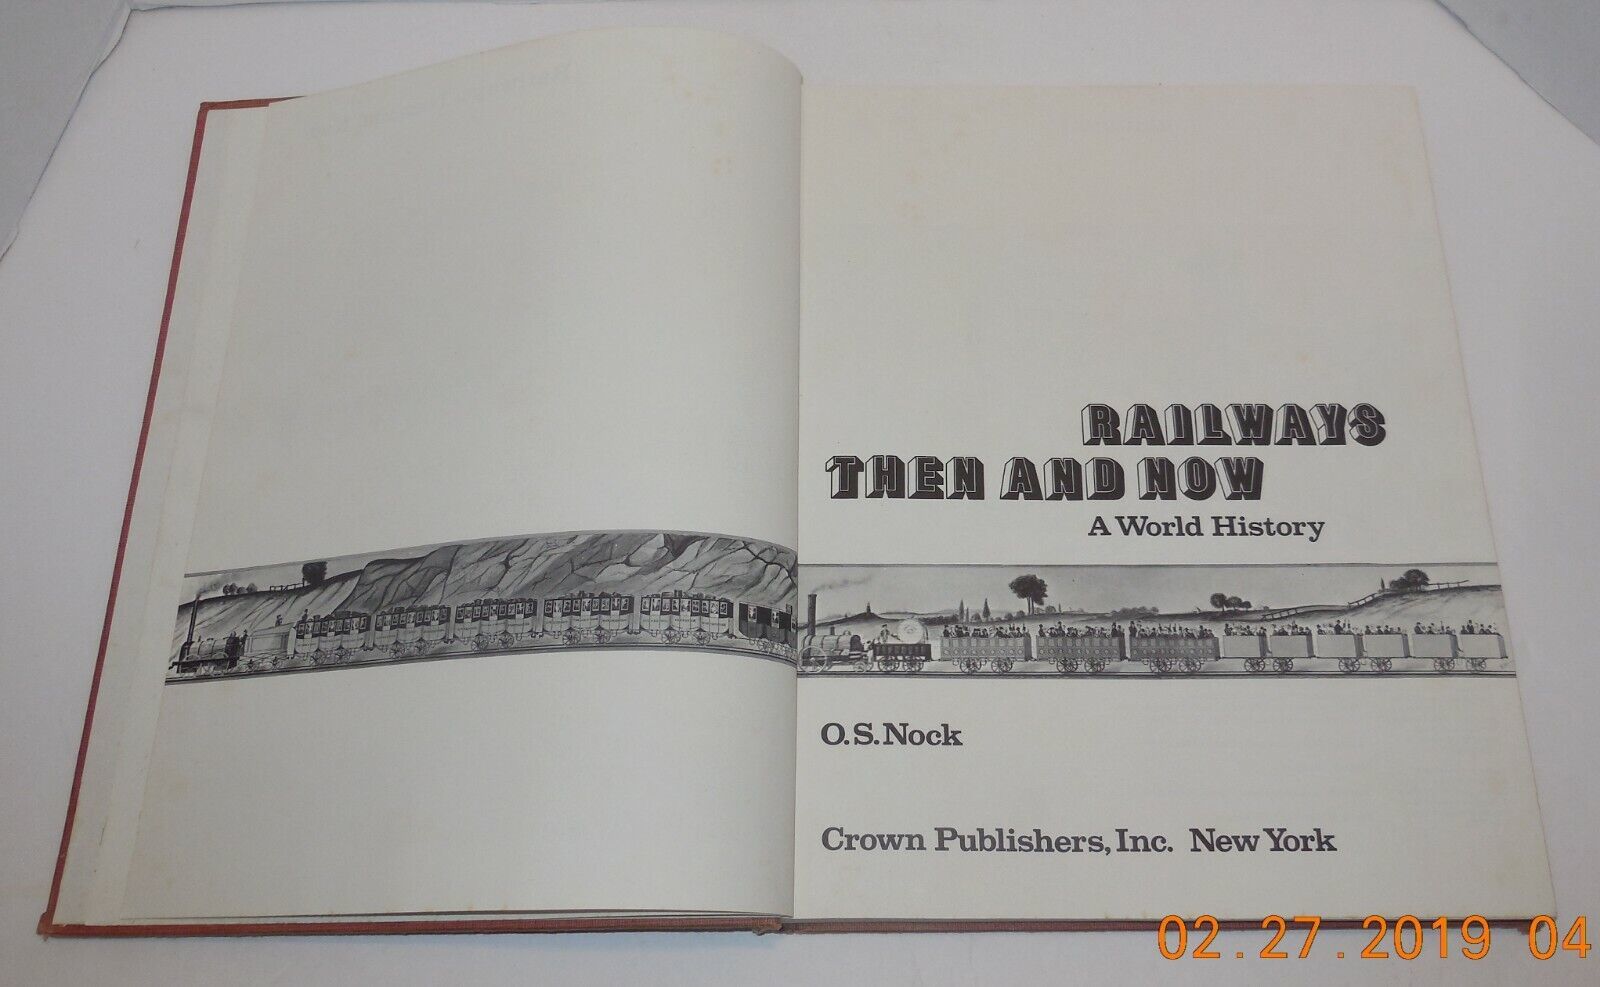 RAILWAYS
THEN AND NOW
A World History
O.S.Nock
Crown Publishers, Inc. New York
02.27.2019 04